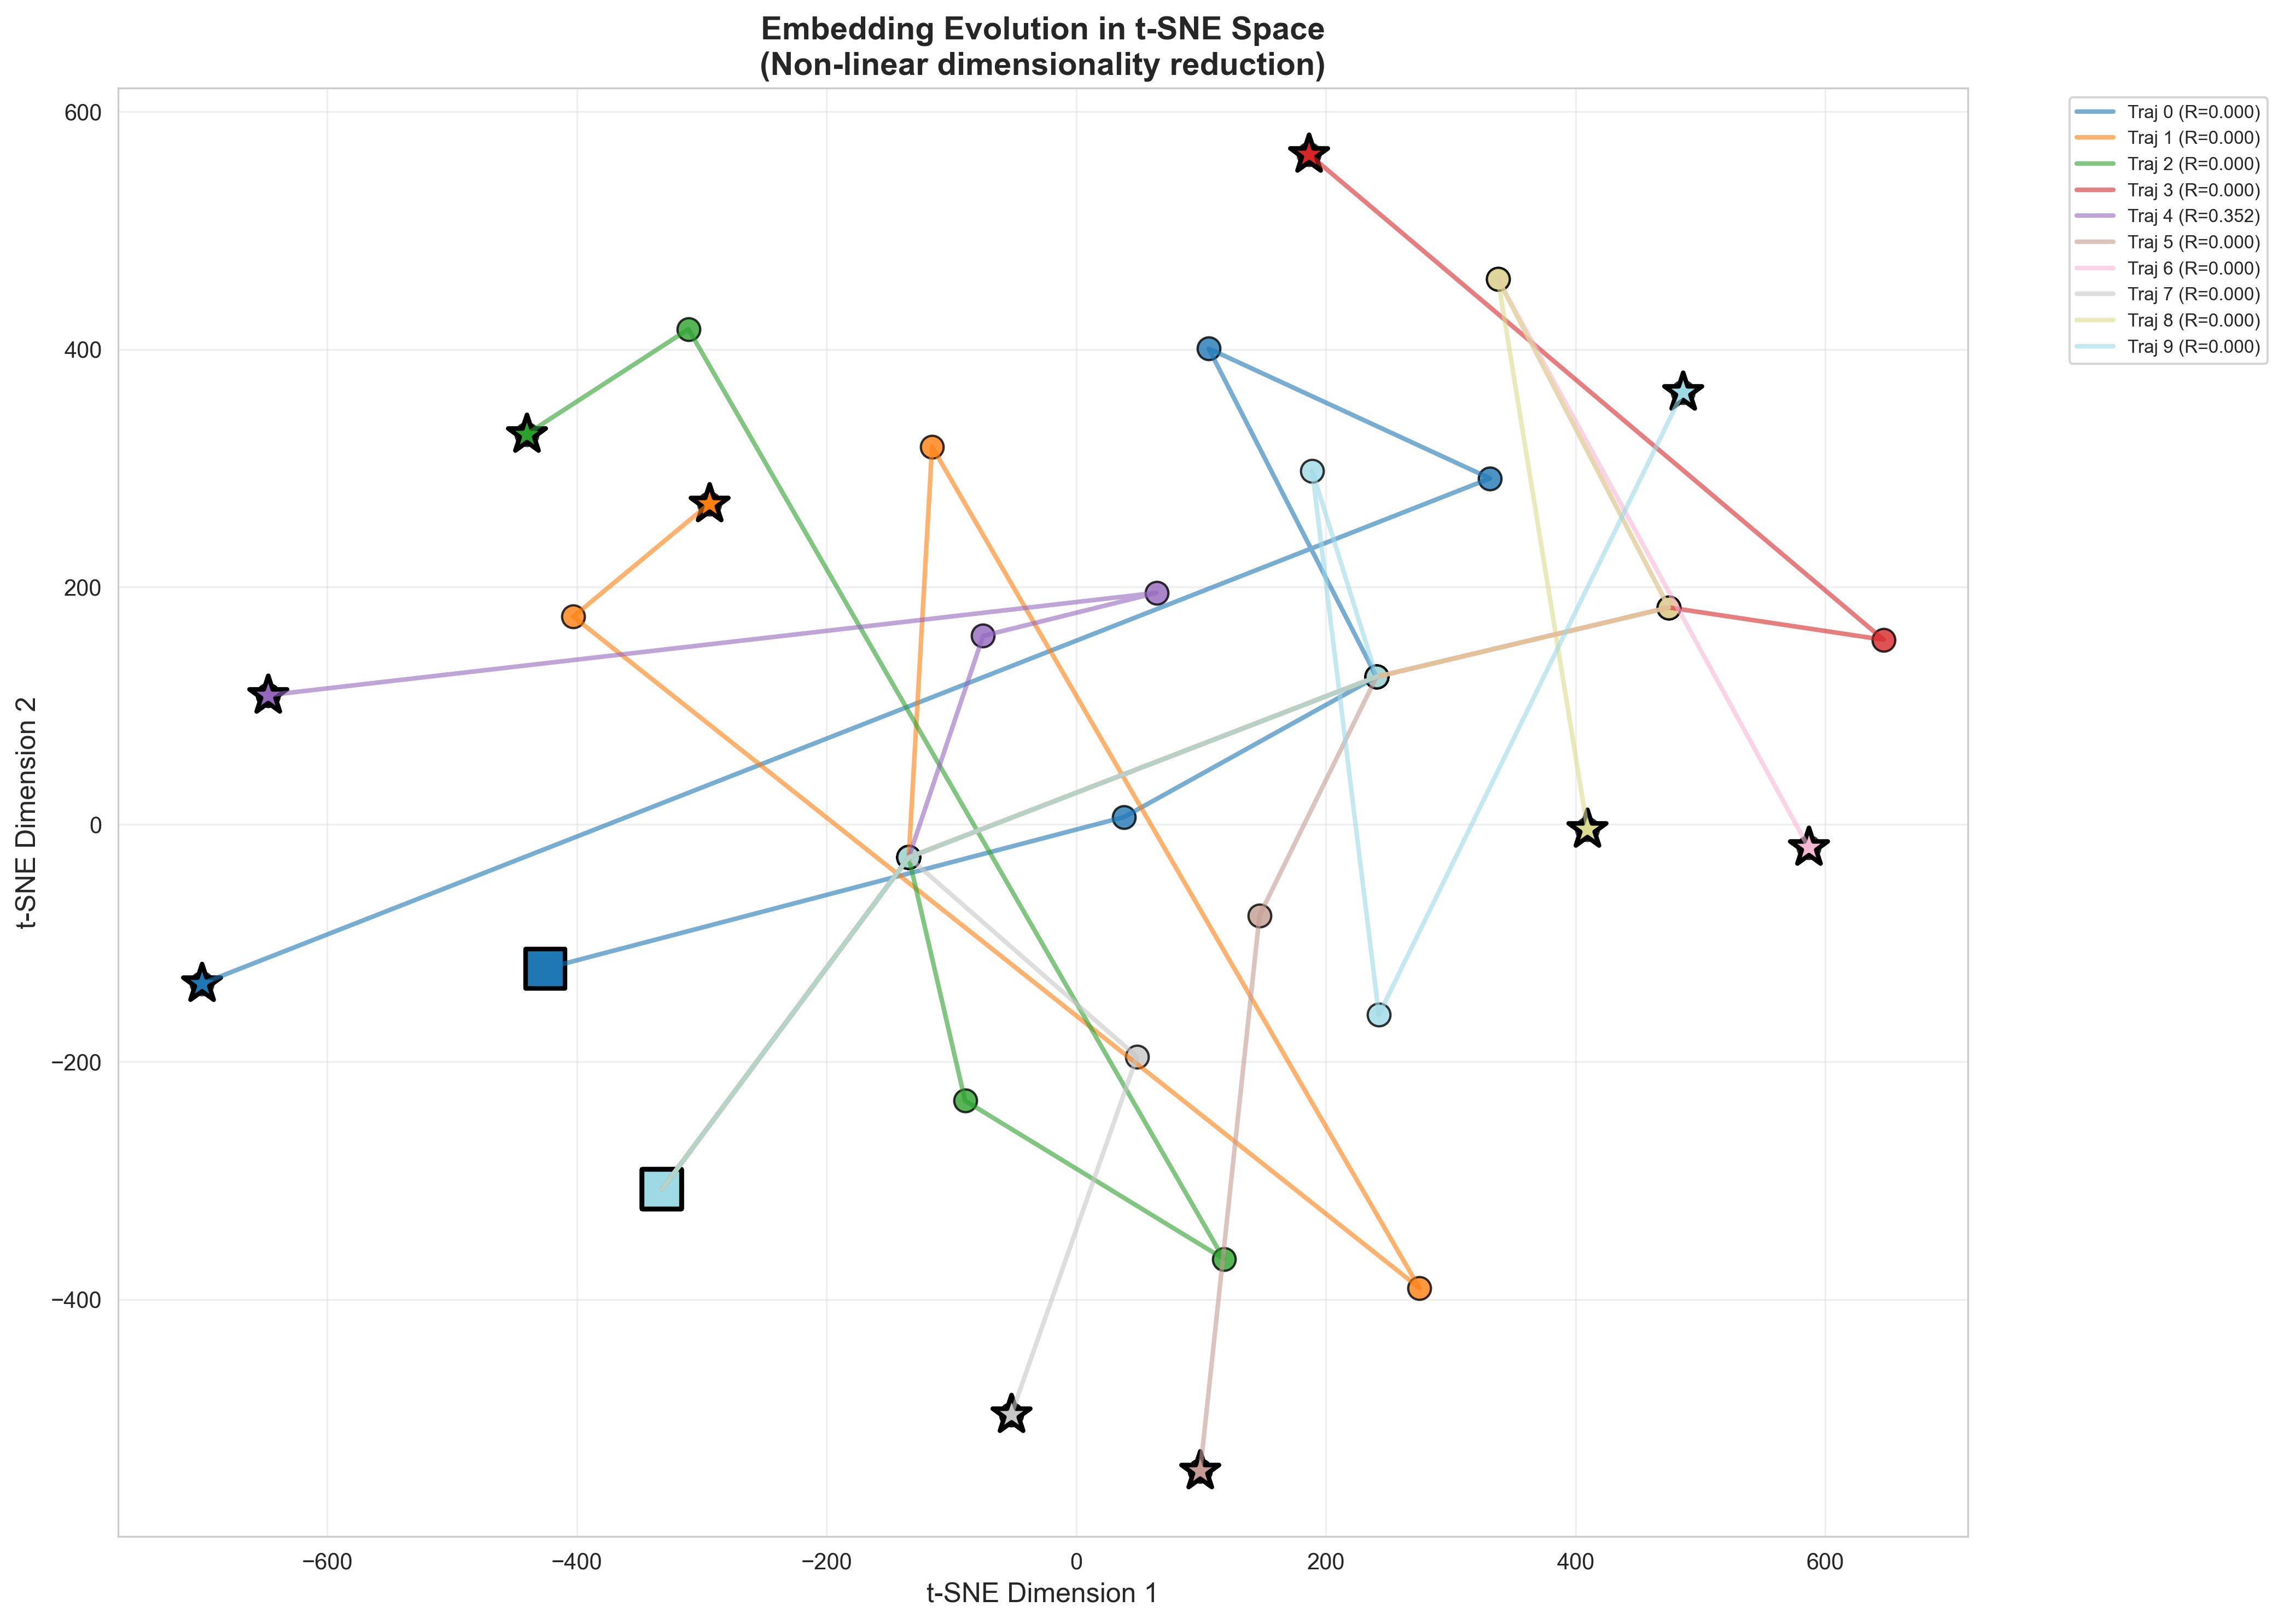 Embedding Evolution in t-SNE Space
(Non-linear dimensionality reduction)
600
400
200
0
−200
−400
t-SNE Dimension 2
−600
−400
−200
0
200
400
600
t-SNE Dimension 1
Traj 0 (R=0.000)
Traj 1 (R=0.000)
Traj 2 (R=0.000)
Traj 3 (R=0.000)
Traj 4 (R=0.352)
Traj 5 (R=0.000)
Traj 6 (R=0.000)
Traj 7 (R=0.000)
Traj 8 (R=0.000)
Traj 9 (R=0.000)